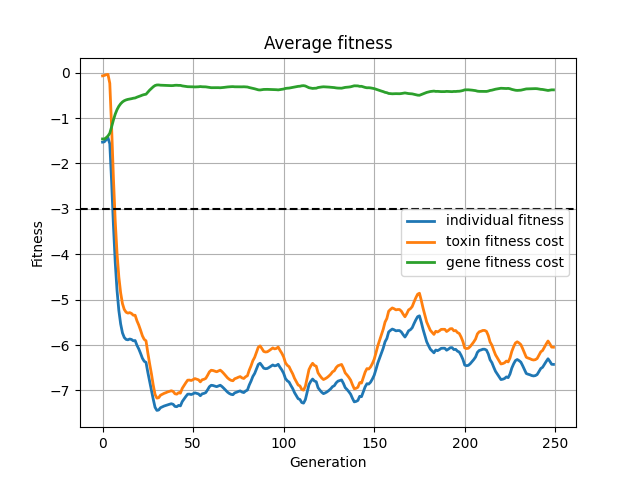 Average fitness
Fitness
0
−1
−2
−3
−4
−5
−6
−7
individual fitness
toxin fitness cost
gene fitness cost
0
50
100
150
200
250
Generation